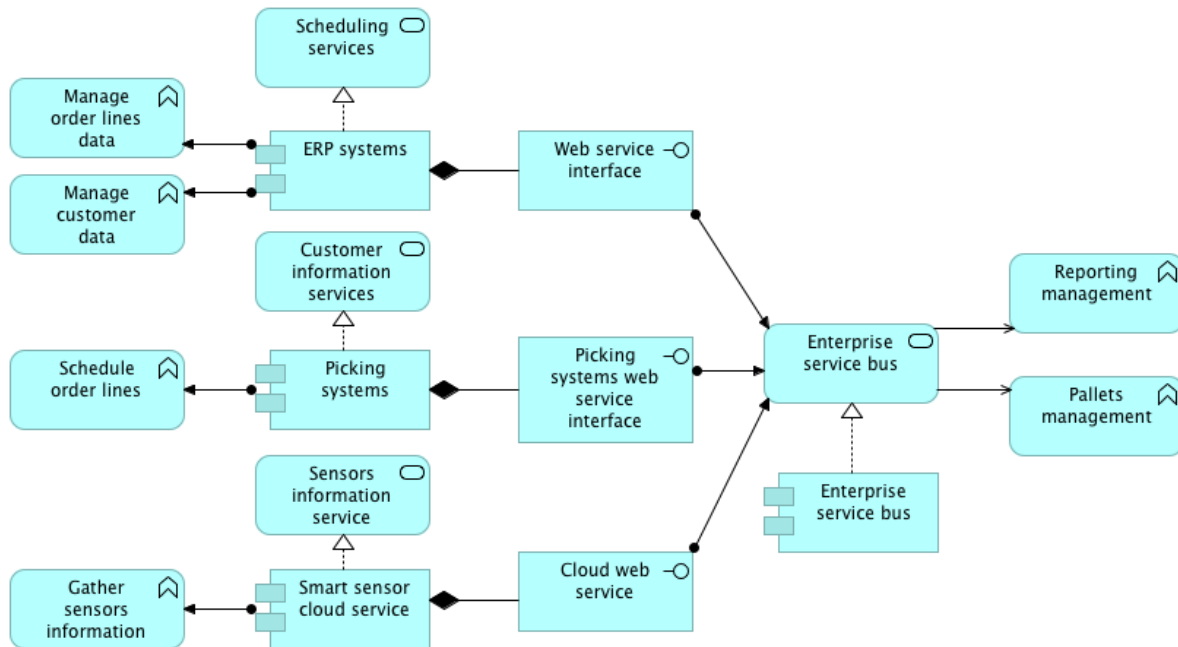 Scheduling
services
Manage
order lines
data
ERP systems
Web service
interface
Manage
customer
data
Customer
information
services
Reporting
management
Schedule
order lines
Picking
systems
Picking
systems web
service
interface
Enterprise
service bus
Pallets
management
Sensors
information
service
Enterprise
service bus
Gather
sensors
information
Smart sensor
cloud service
Cloud web
service